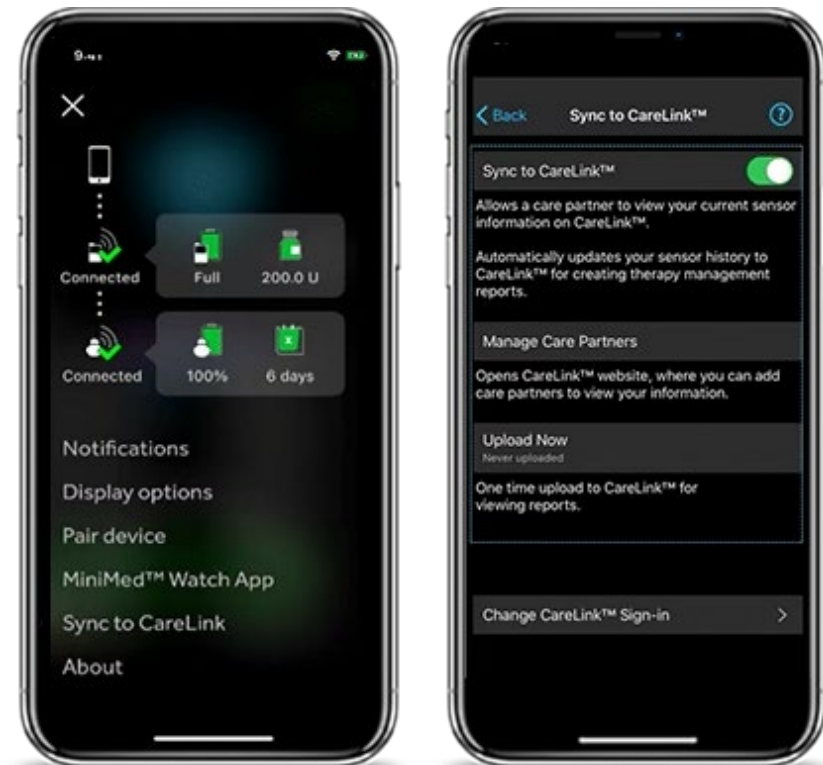 Connected
Full
200.0 U
Connected
100%
6 days
Notifications
Display options
Pair device
MiniMed™ Watch App
Sync to CareLink
About
Back
Sync to CareLink™
?
Sync to CareLink™
Allows a care partner to view your current sensor
information on CareLink™.
Automatically updates your sensor history to
CareLink™ for creating therapy management
reports.
Manage Care Partners
Opens CareLink™ website, where you can add
care partners to view your information.
Upload Now
Never uploaded
One time upload to CareLink™ for
viewing reports.
Change CareLink™ Sign-in